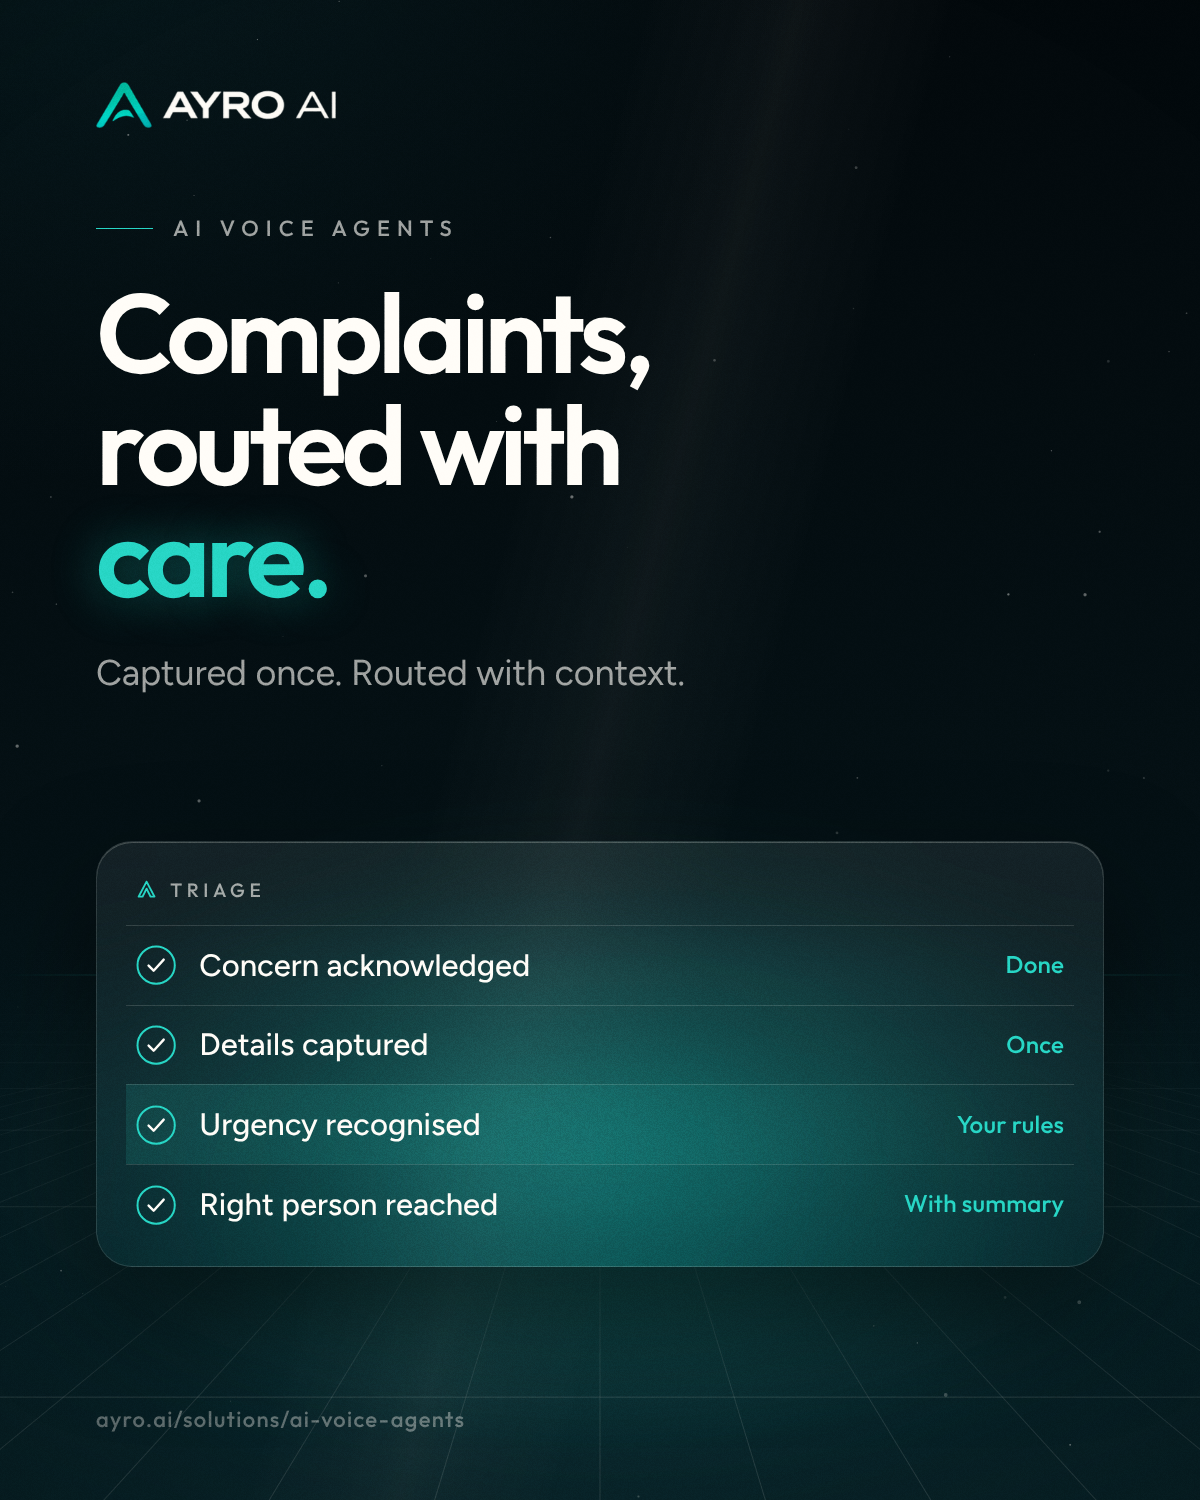 AYRO AI
AI VOICE AGENTS
Complaints,
routed with
care.
Captured once. Routed with context.
TRIAGE
Concern acknowledged Done
Details captured Once
Urgency recognised Your rules
Right person reached With summary
ayro.ai/solutions/ai-voice-agents